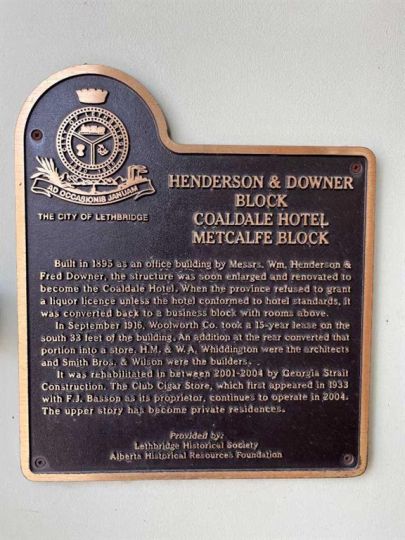 AD OCCASIONIS JANUAM
THE CITY OF LETHBRIDGE
HENDERSON & DOWNER
BLOCK
COALDALE HOTEL
METCALFE BLOCK
Built in 1895 as an office building by Messrs. Wm. Henderson &
Fred Downer, the structure was soon enlarged and renovated to
become the Coaldale Hotel. When the province refused to grant
a liquor licence unless the hotel conformed to hotel standards, it
was converted back to a business block with rooms above.
In September 1916, Woolworth Co. took a 15-year lease on the
south 33 feet of the building. An addition at the rear converted that
portion into a store. H.M. & W.A. Whiddington were the architects
and Smith Bros. & Wilson were the builders.
It was rehabilitated in between 2001-2004 by Georgia Strait
Construction. The Club Cigar Store, which first appeared in 1933
with F.J. Basson as its proprietor, continues to operate in 2004.
The upper story has become private residences.
Provided by:
Lethbridge Historical Society
Alberta Historical Resources Foundation